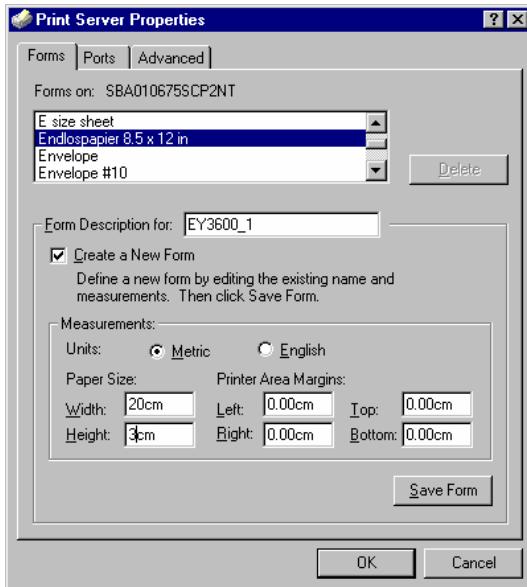 Print Server Properties
Forms Ports Advanced
Forms on: SBA010675SCP2NT
E size sheet
Endlospapier 8.5 x 12 in
Envelope
Envelope #10
Delete
Form Description for: EY3600_1
Create a New Form
Define a new form by editing the existing name and
measurements. Then click Save Form.
Measurements:
Units: Metric English
Paper Size: Printer Area Margins:
Width: 20cm Left: 0.00cm Top: 0.00cm
Height: 3cm Right: 0.00cm Bottom: 0.00cm
Save Form
OK Cancel